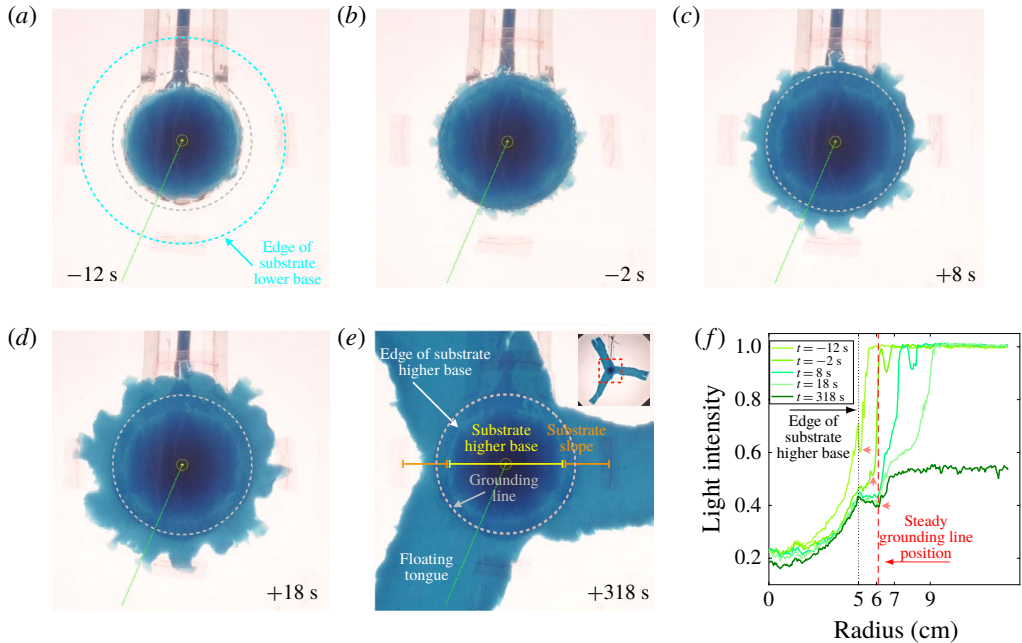 (a)
Edge of
substrate
lower base
−12 s
(b)
−2 s
(c)
+8 s
(d)
+18 s
(e)
Edge of substrate
higher base
Substrate
higher base
Substrate
slope
Grounding
line
Floating
tongue
+318 s
(f)
Light intensity
1.0
0.8
0.6
0.4
0.2
t = −12 s
t = −2 s
t = 8 s
t = 18 s
t = 318 s
Edge of
substrate
higher base
Steady
grounding line
position
0 5 6 7 9
Radius (cm)